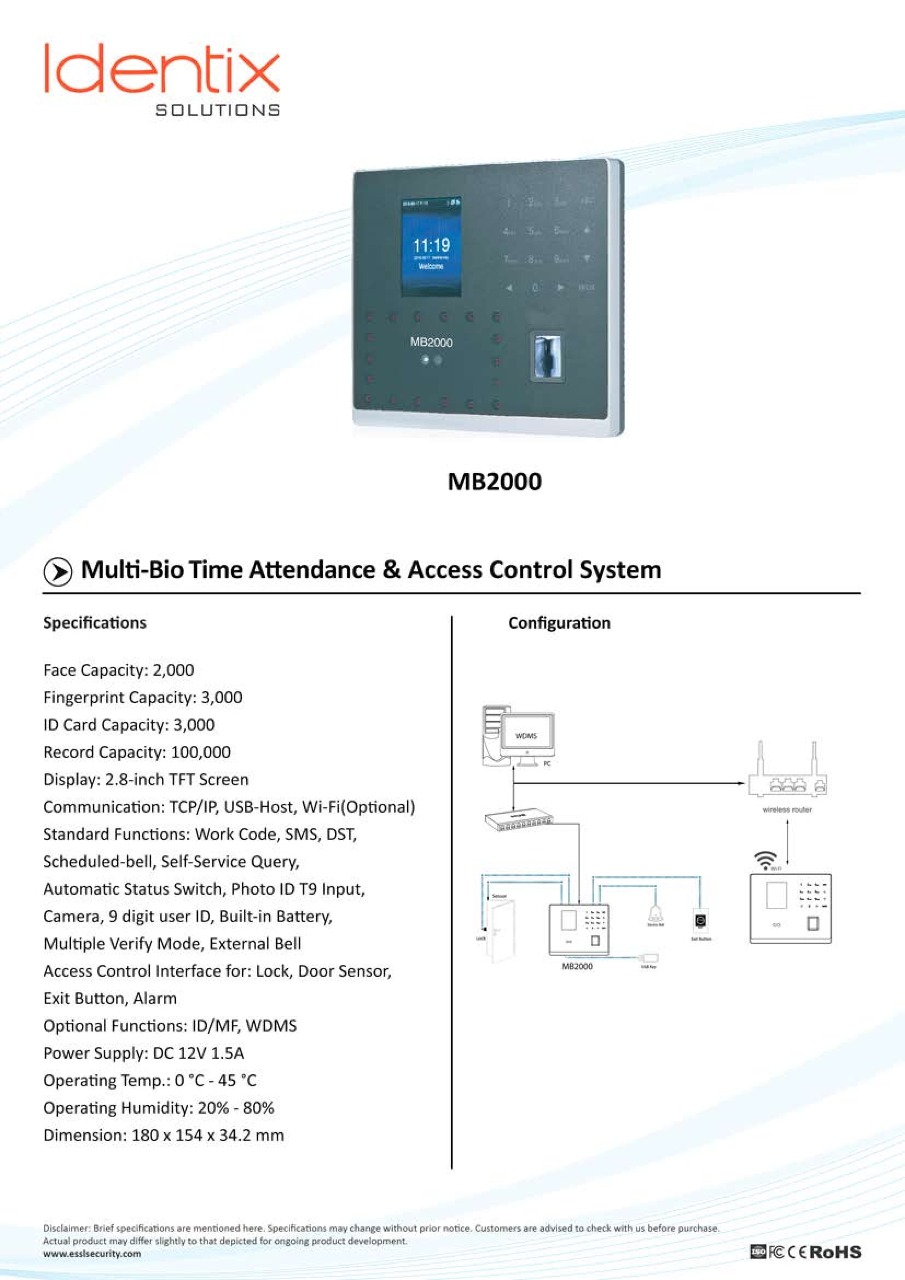 Identix
SOLUTIONS
11:19
Welcome
MB2000
MB2000
Multi-Bio Time Attendance & Access Control System
Specifications
Face Capacity: 2,000
Fingerprint Capacity: 3,000
ID Card Capacity: 3,000
Record Capacity: 100,000
Display: 2.8-inch TFT Screen
Communication: TCP/IP, USB-Host, Wi-Fi(Optional)
Standard Functions: Work Code, SMS, DST,
Scheduled-bell, Self-Service Query,
Automatic Status Switch, Photo ID T9 Input,
Camera, 9 digit user ID, Built-in Battery,
Multiple Verify Mode, External Bell
Access Control Interface for: Lock, Door Sensor,
Exit Button, Alarm
Optional Functions: ID/MF, WDMS
Power Supply: DC 12V 1.5A
Operating Temp.: 0 °C - 45 °C
Operating Humidity: 20% - 80%
Dimension: 180 x 154 x 34.2 mm
Configuration
WDMS
PC
wireless router
Wi-Fi
Sensor
Lock
Exit Button
MB2000
USB Key
Disclaimer: Brief specifications are mentioned here. Specifications may change without prior notice. Customers are advised to check with us before purchase.
Actual product may differ slightly to that depicted for ongoing product development.
www.esslsecurity.com
ISO FC CE RoHS